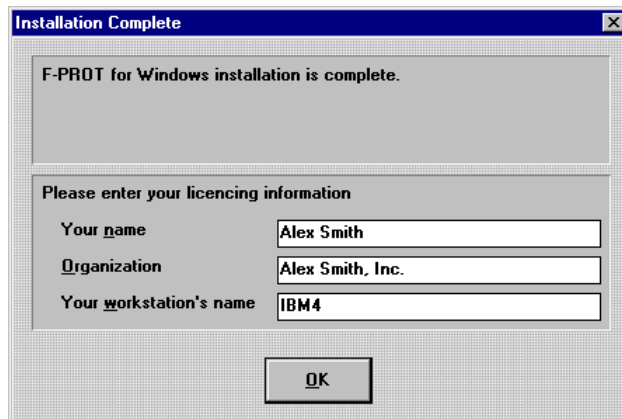 Installation Complete
F-PROT for Windows installation is complete.
Please enter your licencing information
Your name
Alex Smith
Organization
Alex Smith, Inc.
Your workstation's name
IBM4
OK